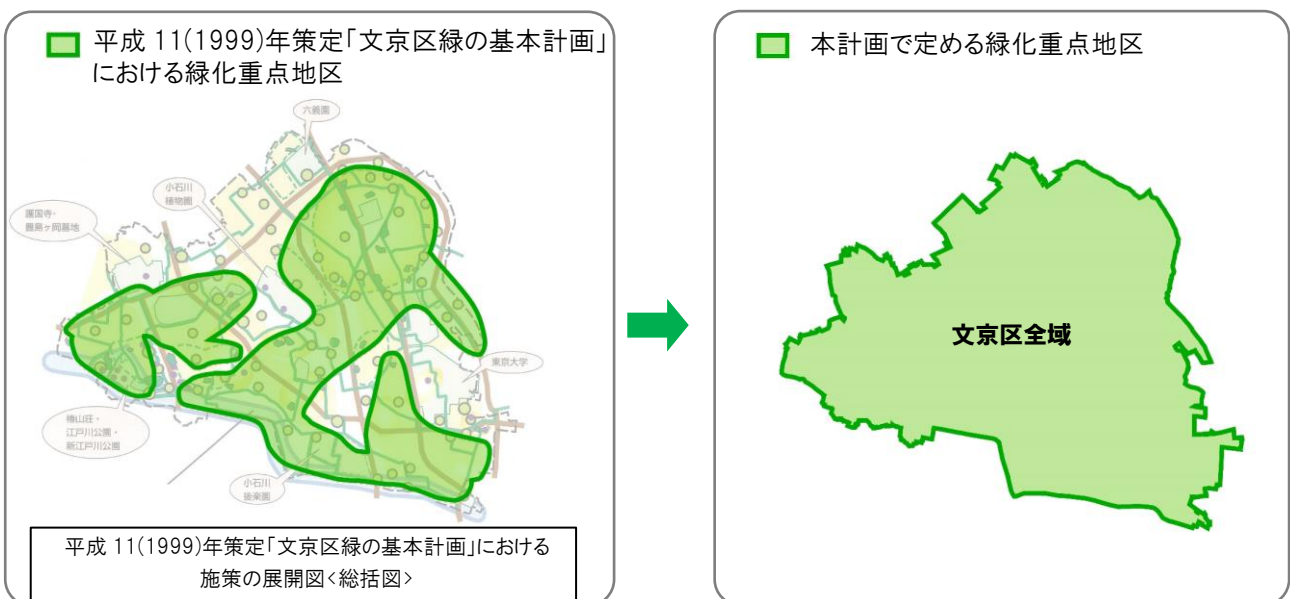 平成 11(1999)年策定「文京区緑の基本計画」
における緑化重点地区
六義園
小石川
植物園
護国寺・
豊島ヶ岡墓地
東京大学
椿山荘・
江戸川公園・
新江戸川公園
小石川
後楽園
平成 11(1999)年策定「文京区緑の基本計画」における
施策の展開図<総括図>
本計画で定める緑化重点地区
文京区全域